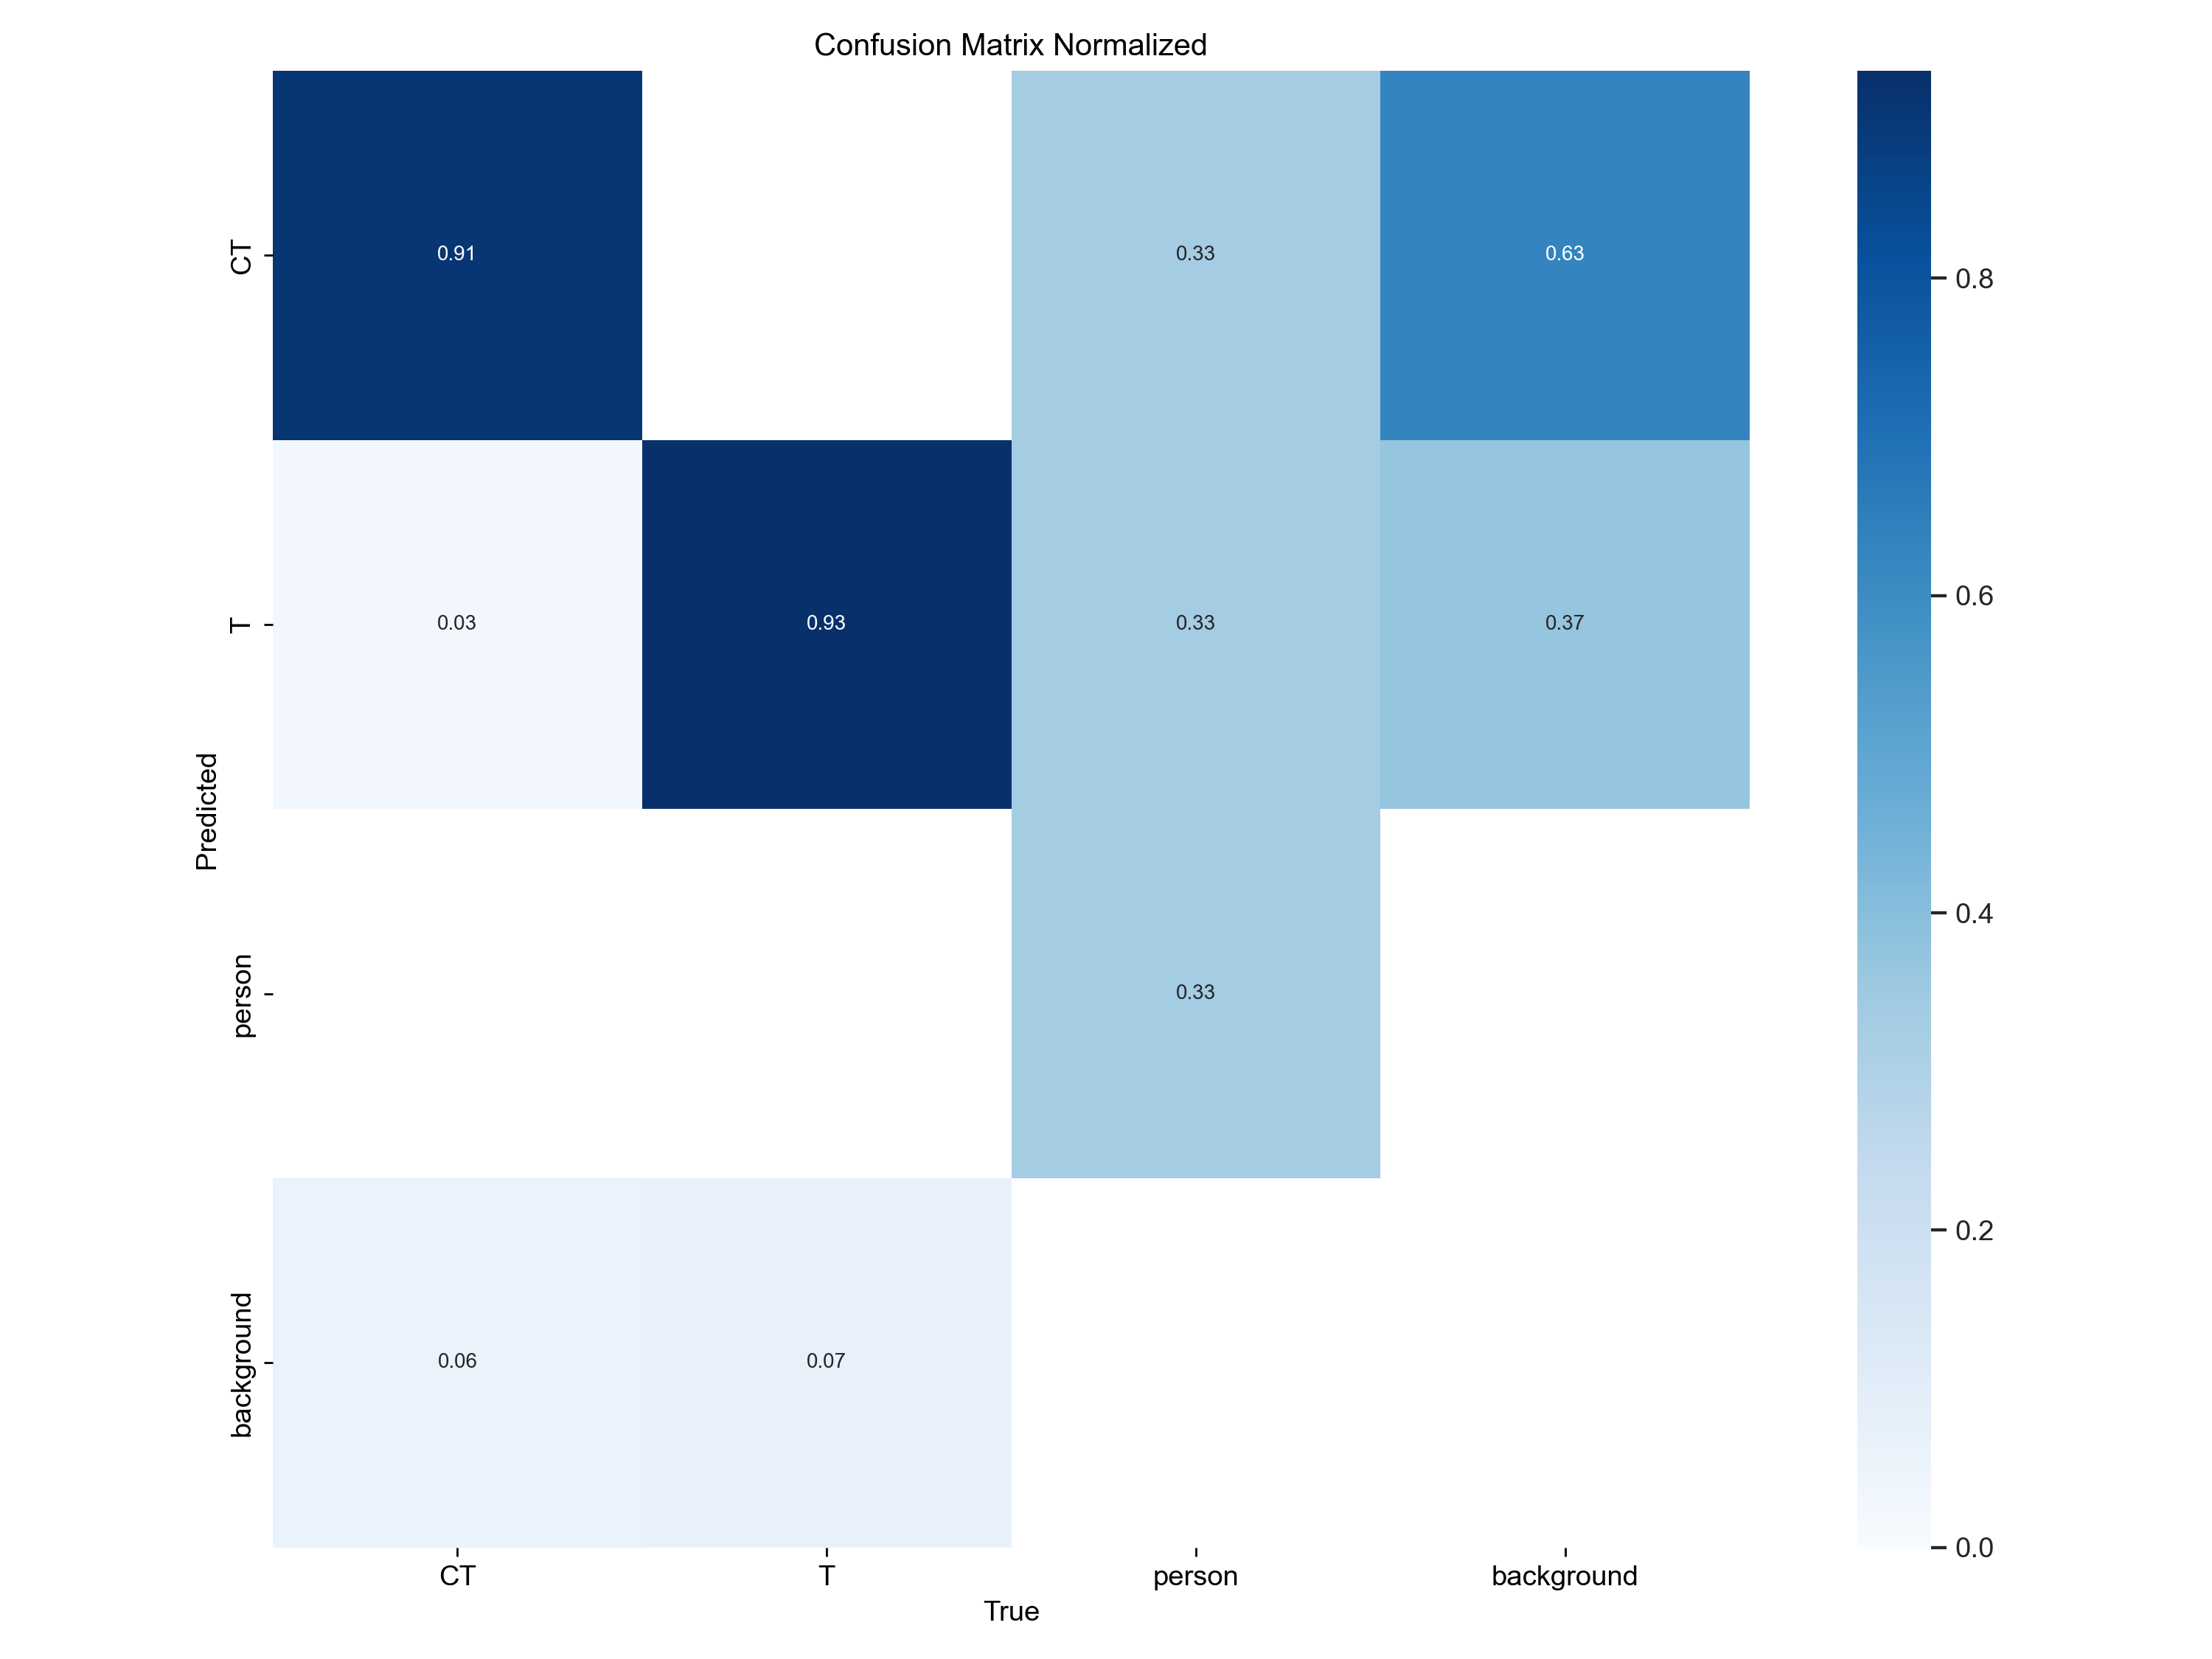 Confusion Matrix Normalized
CT
0.91
0.33
0.63
T
0.03
0.93
0.33
0.37
person
0.33
background
0.06
0.07
Predicted
CT
T
person
background
True
0.8
0.6
0.4
0.2
0.0